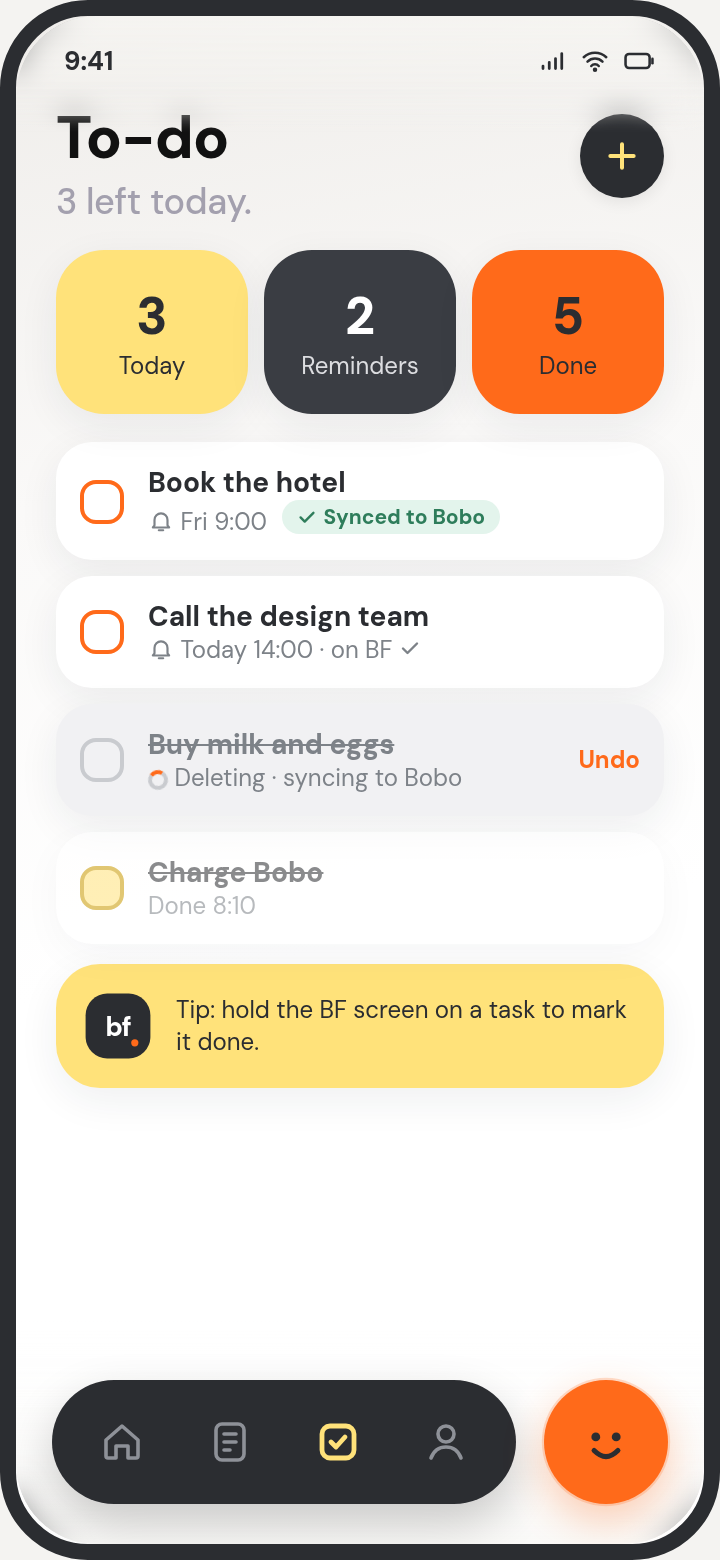 9:41
To-do
3 left today.
3
Today
2
Reminders
5
Done
Book the hotel
Fri 9:00
Synced to Bobo
Call the design team
Today 14:00 · on BF
Buy milk and eggs
Deleting · syncing to Bobo
Undo
Charge Bobo
Done 8:10
bf.
Tip: hold the BF screen on a task to mark
it done.